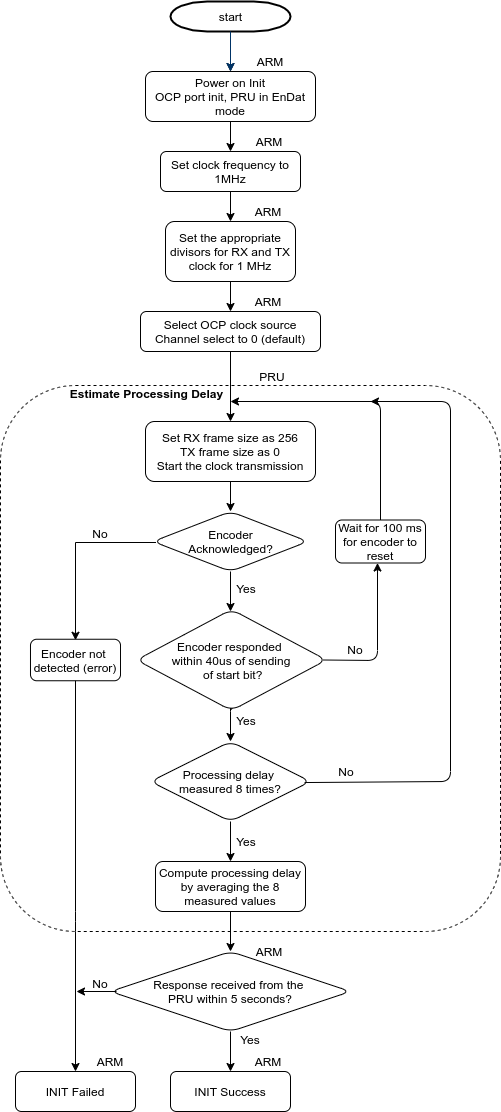 start
ARM
Power on Init
OCP port init, PRU in EnDat
mode
ARM
Set clock frequency to
1MHz
ARM
Set the appropriate
divisors for RX and TX
clock for 1 MHz
ARM
Select OCP clock source
Channel select to 0 (default)
PRU
Estimate Processing Delay
Set RX frame size as 256
TX frame size as 0
Start the clock transmission
Wait for 100 ms
for encoder to
reset
No
Encoder
Acknowledged?
Yes
Encoder not
detected (error)
Encoder responded
within 40us of sending
of start bit?
No
Yes
Processing delay
measured 8 times?
No
Yes
Compute processing delay
by averaging the 8
measured values
ARM
Response received from the
PRU within 5 seconds?
No
Yes
ARM
INIT Failed
ARM
INIT Success